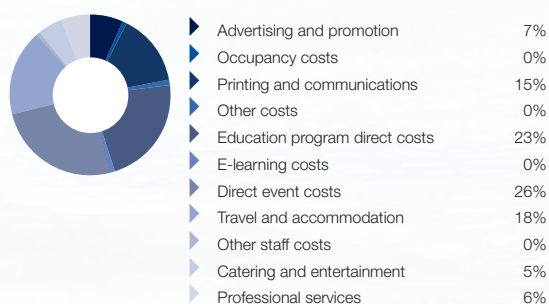 Advertising and promotion 7%
Occupancy costs 0%
Printing and communications 15%
Other costs 0%
Education program direct costs 23%
E-learning costs 0%
Direct event costs 26%
Travel and accommodation 18%
Other staff costs 0%
Catering and entertainment 5%
Professional services 6%